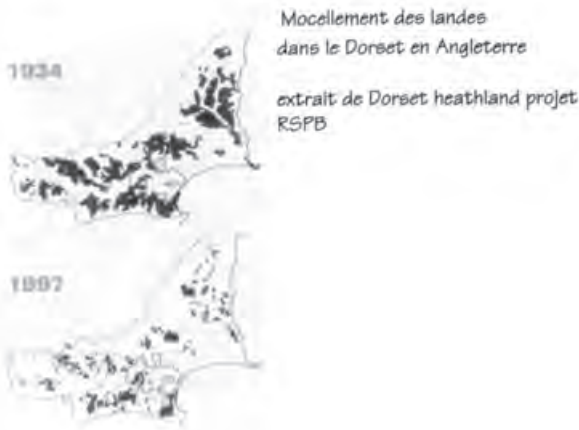 Mocellement des landes
dans le Dorset en Angleterre
extrait de Dorset heathland projet
RSPB
1934
1997